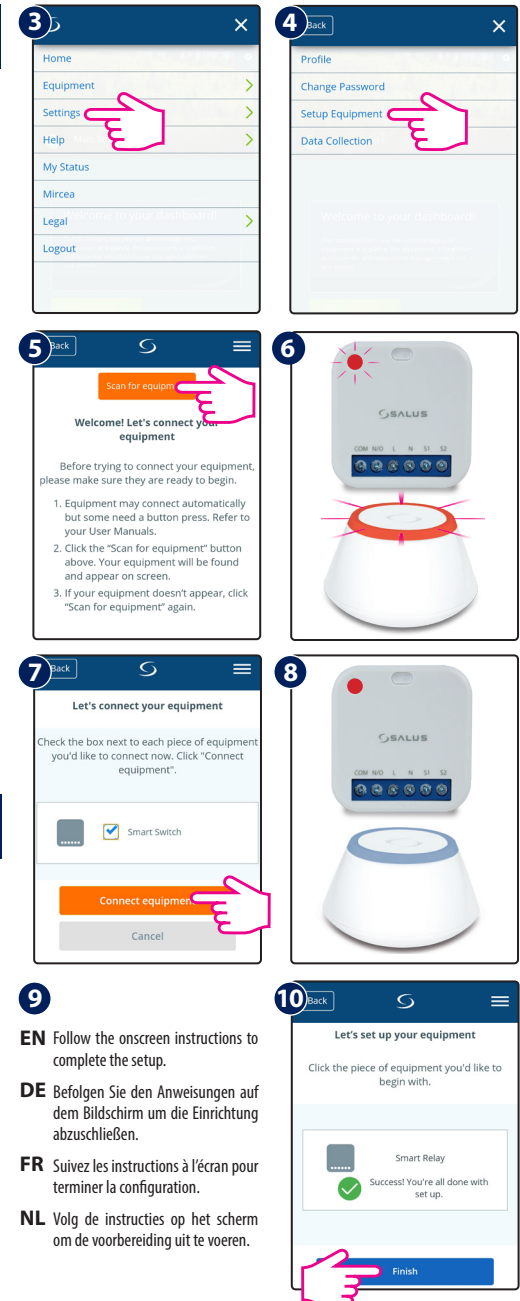 3
Home
Equipment
Settings
Help
My Status
Mircea
Legal
Logout
Welcome to your dashboard!
4
Back
Profile
Change Password
Setup Equipment
Data Collection
Welcome to your dashboard!
5
Back
Scan for equipm
Welcome! Let's connect your
equipment
Before trying to connect your equipment,
please make sure they are ready to begin.
1. Equipment may connect automatically
but some need a button press. Refer to
your User Manuals.
2. Click the "Scan for equipment" button
above. Your equipment will be found
and appear on screen.
3. If your equipment doesn't appear, click
"Scan for equipment" again.
6
SALUS
COM N/O L N S1 S2
7
Back
Let's connect your equipment
Check the box next to each piece of equipment
you'd like to connect now. Click "Connect
equipment".
Smart Switch
Connect equipment
Cancel
8
SALUS
COM N/O L N S1 S2
9
EN Follow the onscreen instructions to
complete the setup.
DE Befolgen Sie den Anweisungen auf
dem Bildschirm um die Einrichtung
abzuschließen.
FR Suivez les instructions à l'écran pour
terminer la configuration.
NL Volg de instructies op het scherm
om de voorbereiding uit te voeren.
10
Back
Let's set up your equipment
Click the piece of equipment you'd like to
begin with.
Smart Relay
Success! You're all done with
set up.
Finish